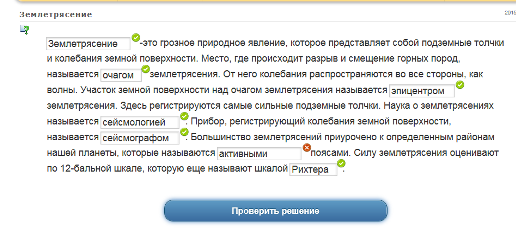 Землетрясение
2015
Землетрясение -это грозное природное явление, которое представляет собой подземные толчки
и колебания земной поверхности. Место, где происходит разрыв и смещение горных пород,
называется очагом землетрясения. От него колебания распространяются во все стороны, как
волны. Участок земной поверхности над очагом землетрясения называется эпицентром
землетрясения. Здесь регистрируются самые сильные подземные толчки. Наука о землетрясениях
называется сейсмологией . Прибор, регистрирующий колебания земной поверхности,
называется сейсмографом . Большинство землетрясений приурочено к определенным районам
нашей планеты, которые называются активными поясами. Силу землетрясения оценивают
по 12-бальной шкале, которую еще называют шкалой Рихтера .
Проверить решение